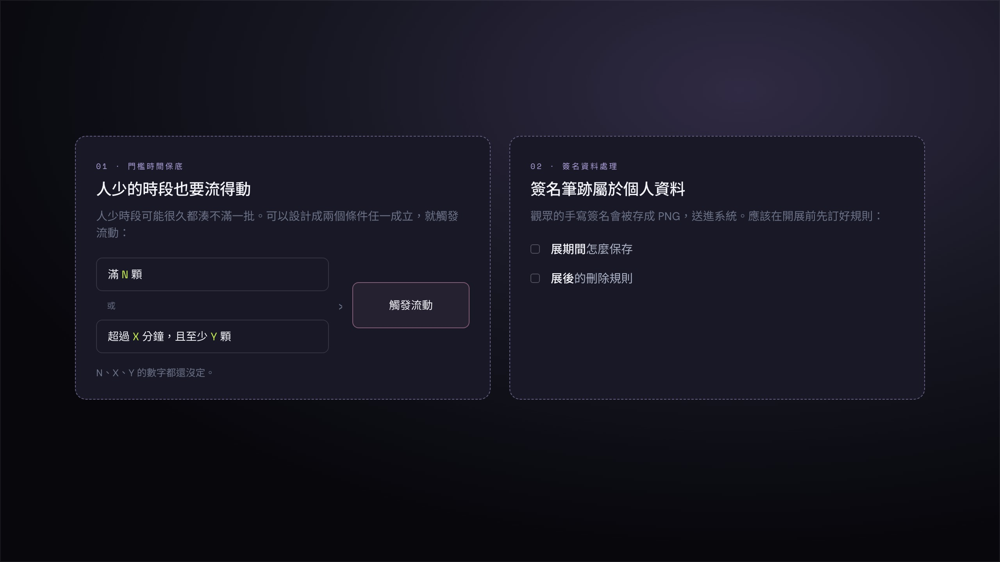 01 · 門檻時間保底
人少的時段也要流得動
人少時段可能很久都湊不滿一批。可以設計成兩個條件任一成立，就觸發
流動：
滿 N 顆
或
超過 X 分鐘，且至少 Y 顆
>
觸發流動
N、X、Y 的數字都還沒定。
02 · 簽名資料處理
簽名筆跡屬於個人資料
觀眾的手寫簽名會被存成 PNG，送進系統。應該在開展前先訂好規則：
展期間怎麼保存
展後的刪除規則